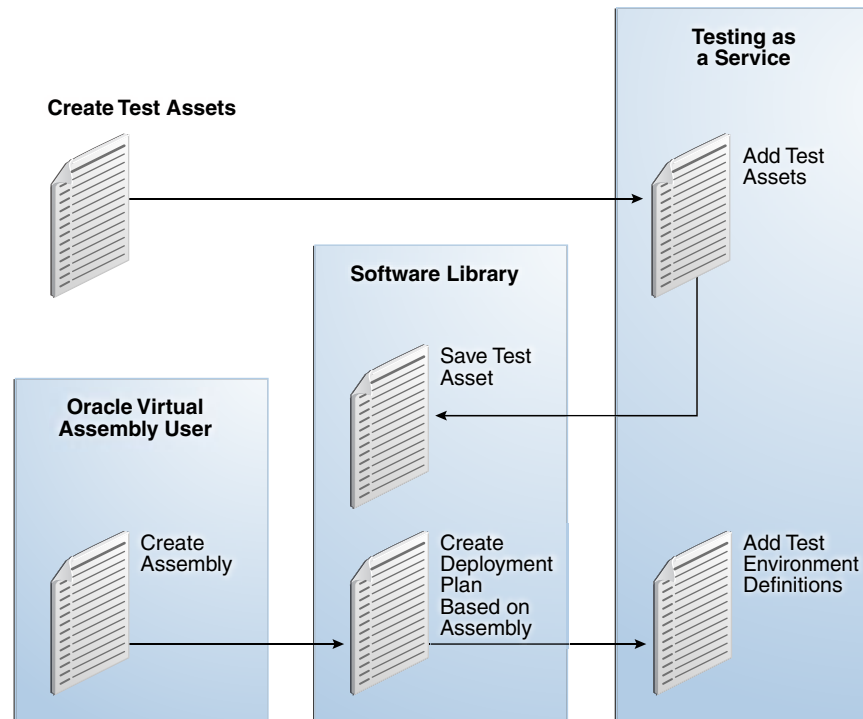 Testing as
a Service
Create Test Assets
Add Test
Assets
Software Library
Save Test
Asset
Oracle Virtual
Assembly User
Create
Assembly
Create
Deployment
Plan
Based on
Assembly
Add Test
Environment
Definitions